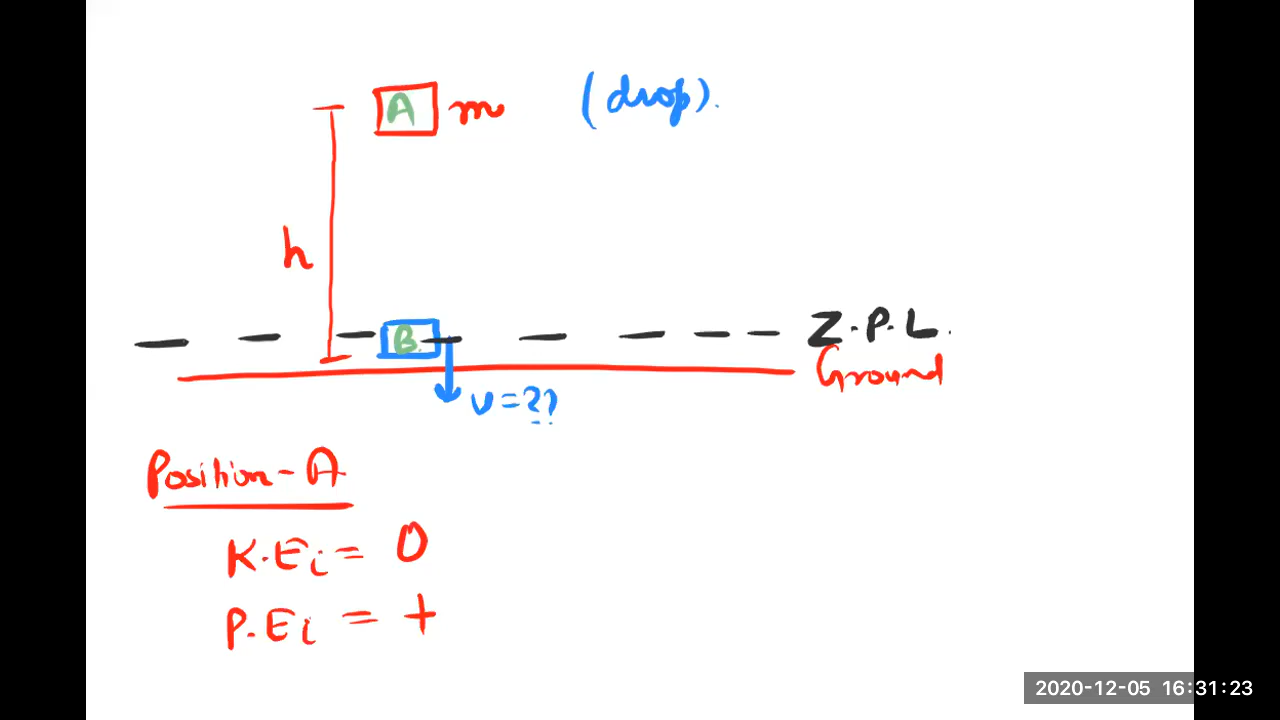 A m (drop).
h
B. Z.P.L.
Ground
v=??
Position-A
K.Ei = 0
P.Ei = +
2020-12-05 16:31:23